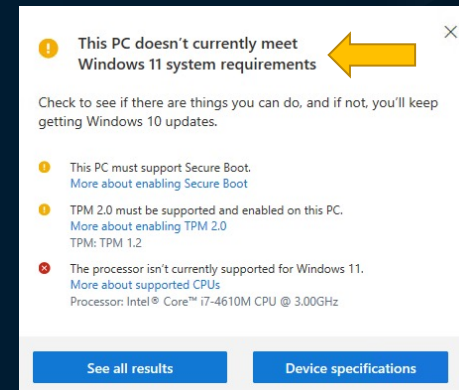 This PC doesn't currently meet
Windows 11 system requirements
Check to see if there are things you can do, and if not, you'll keep
getting Windows 10 updates.
This PC must support Secure Boot.
More about enabling Secure Boot
TPM 2.0 must be supported and enabled on this PC.
More about enabling TPM 2.0
TPM: TPM 1.2
The processor isn't currently supported for Windows 11.
More about supported CPUs
Processor: Intel® Core™ i7-4610M CPU @ 3.00GHz
See all results
Device specifications